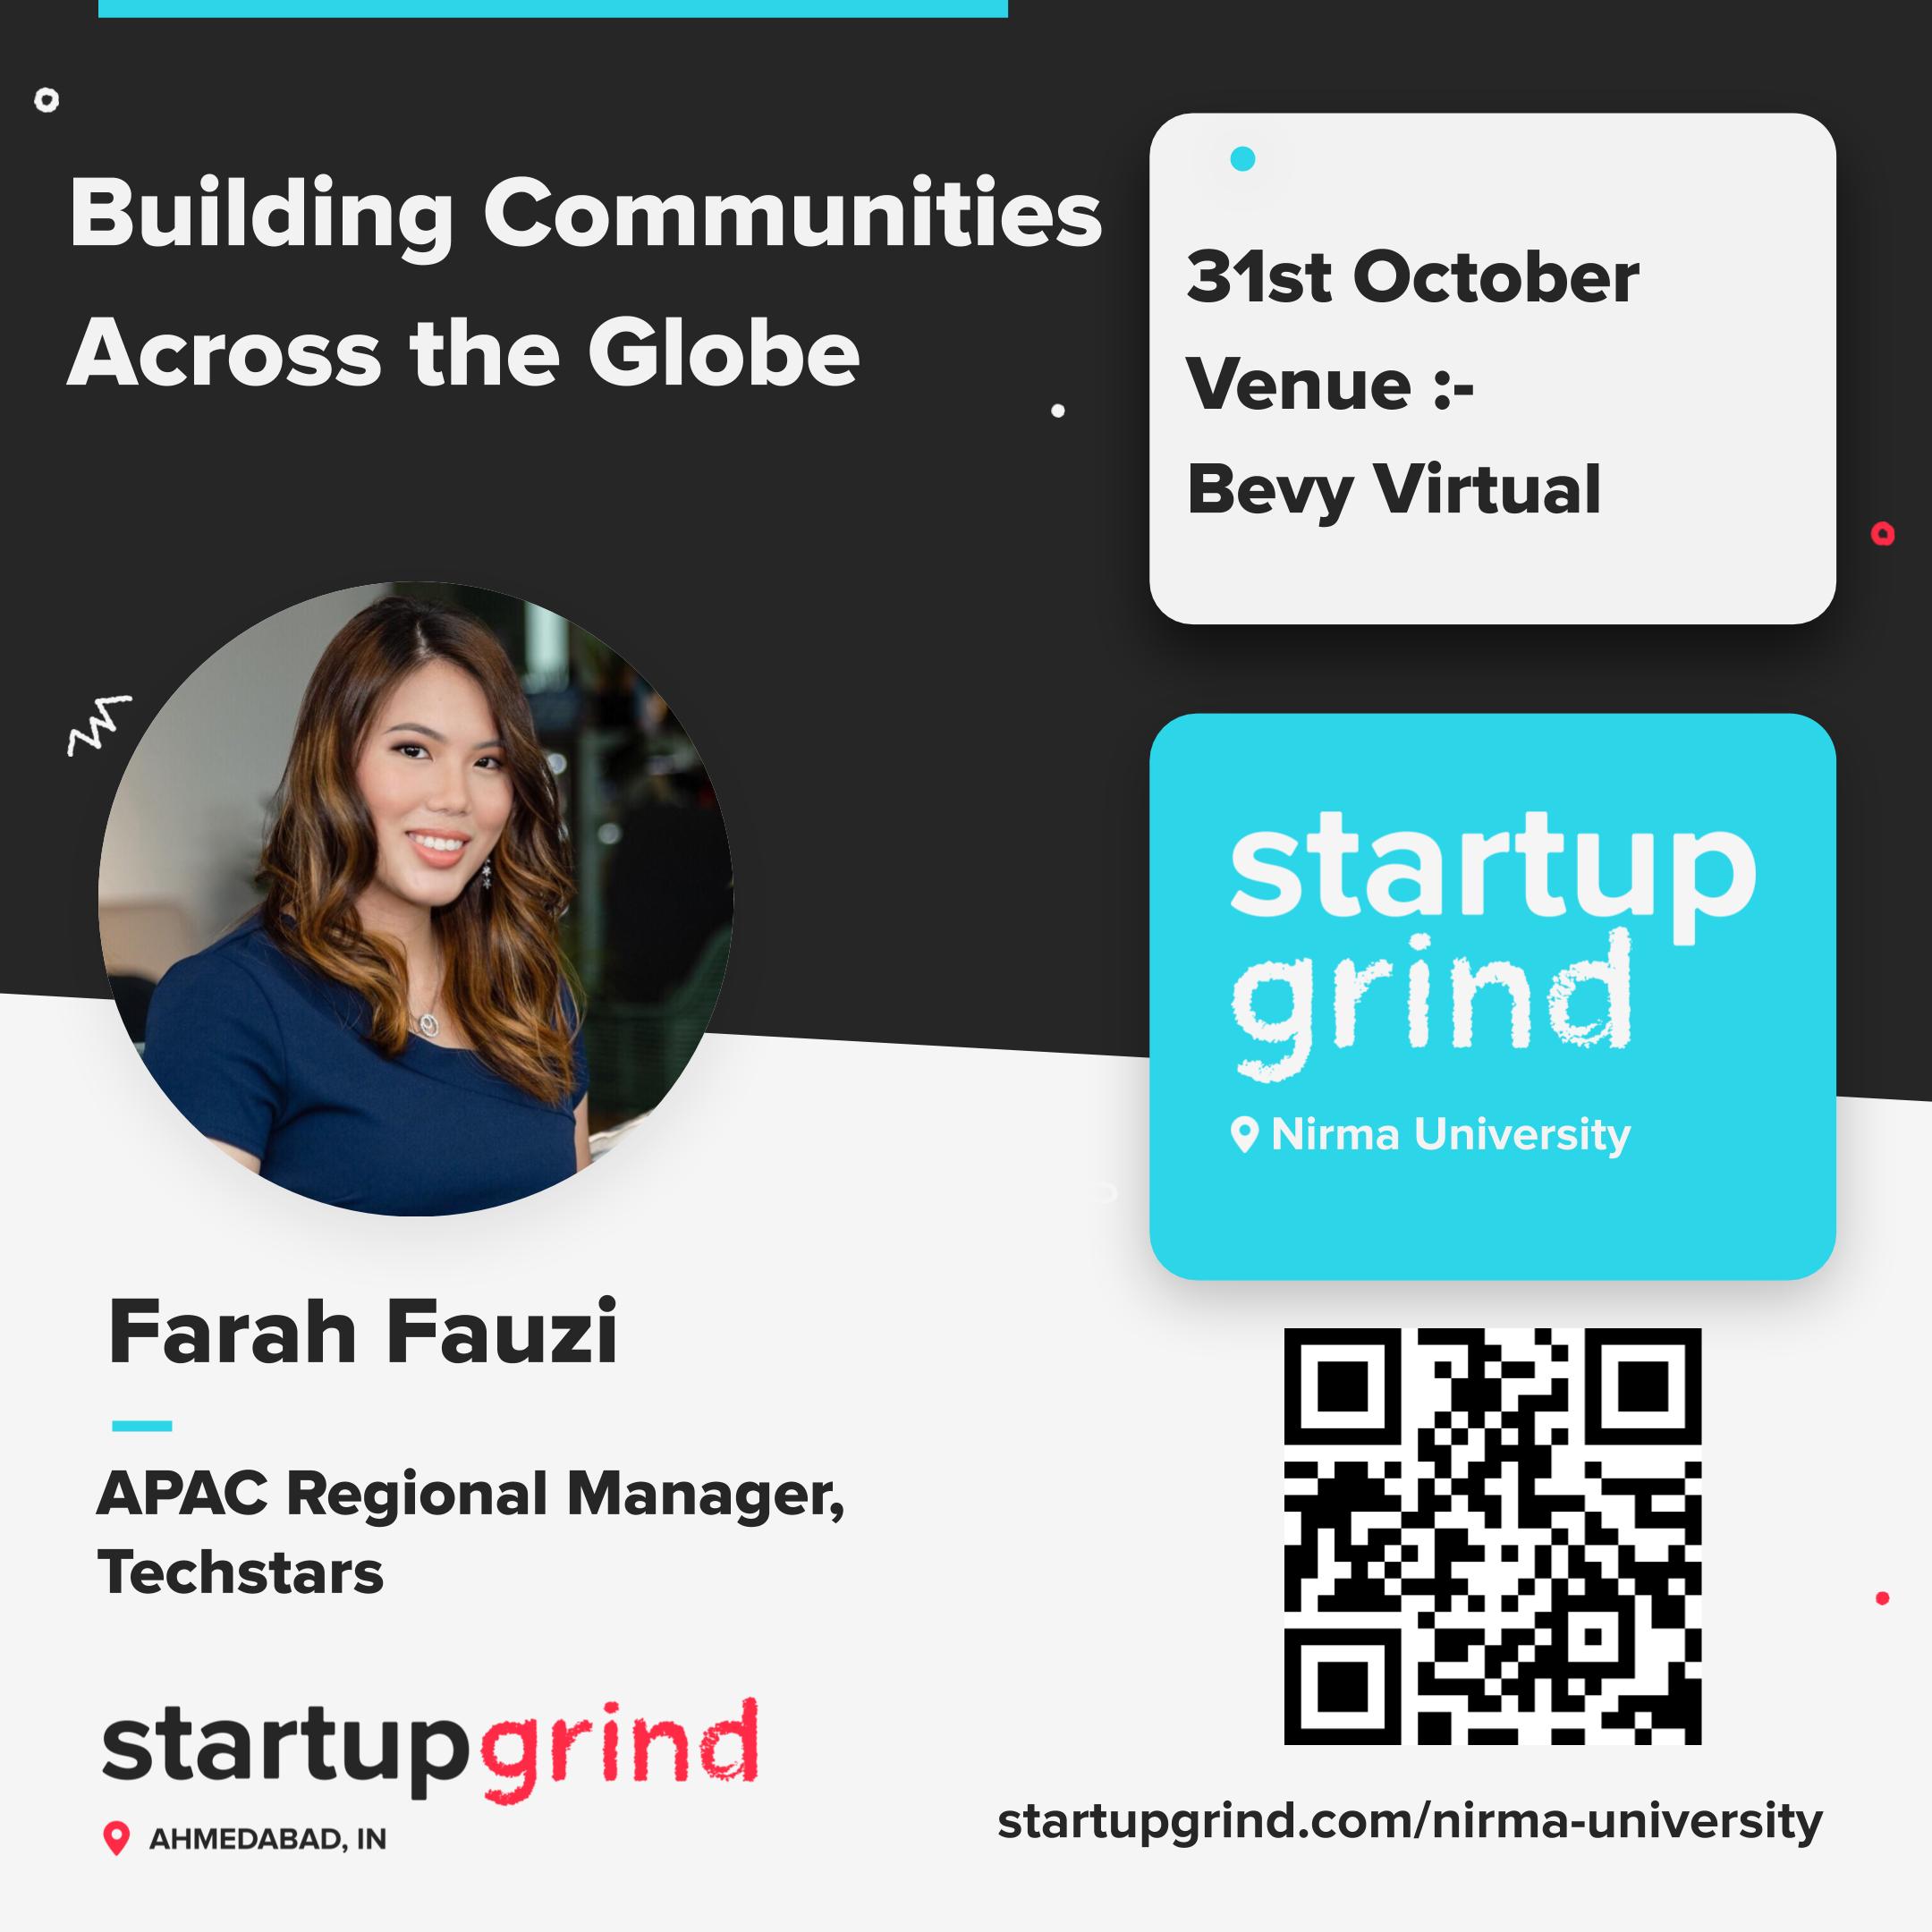 Building Communities
Across the Globe
31st October
Venue :-
Bevy Virtual
startup
grind
Nirma University
Farah Fauzi
APAC Regional Manager,
Techstars
startupgrind
AHMEDABAD, IN
startupgrind.com/nirma-university